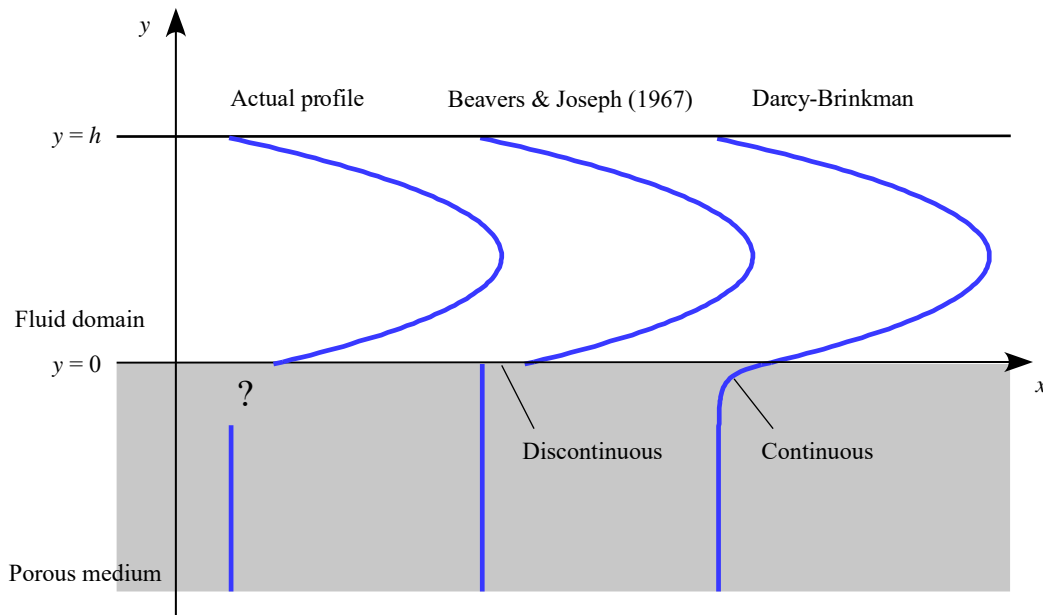 y
Actual profile
Beavers & Joseph (1967)
Darcy-Brinkman
y = h
Fluid domain
y = 0
x
?
Discontinuous
Continuous
Porous medium